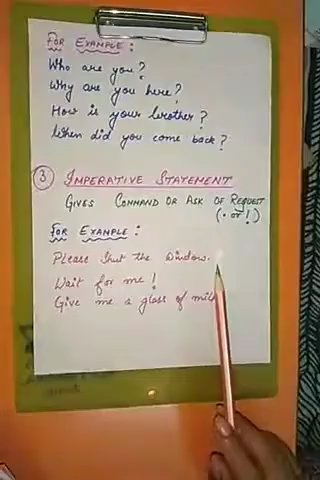 FOR EXAMPLE:
Who are you?
Why are you here?
How is your brother?
When did you come back?
3 IMPERATIVE STATEMENT
GIVES COMMAND OR ASK OF REQUEST
(. or !)
FOR EXAMPLE:
Please Shut the Window.
Wait for me!
Give me a glass of